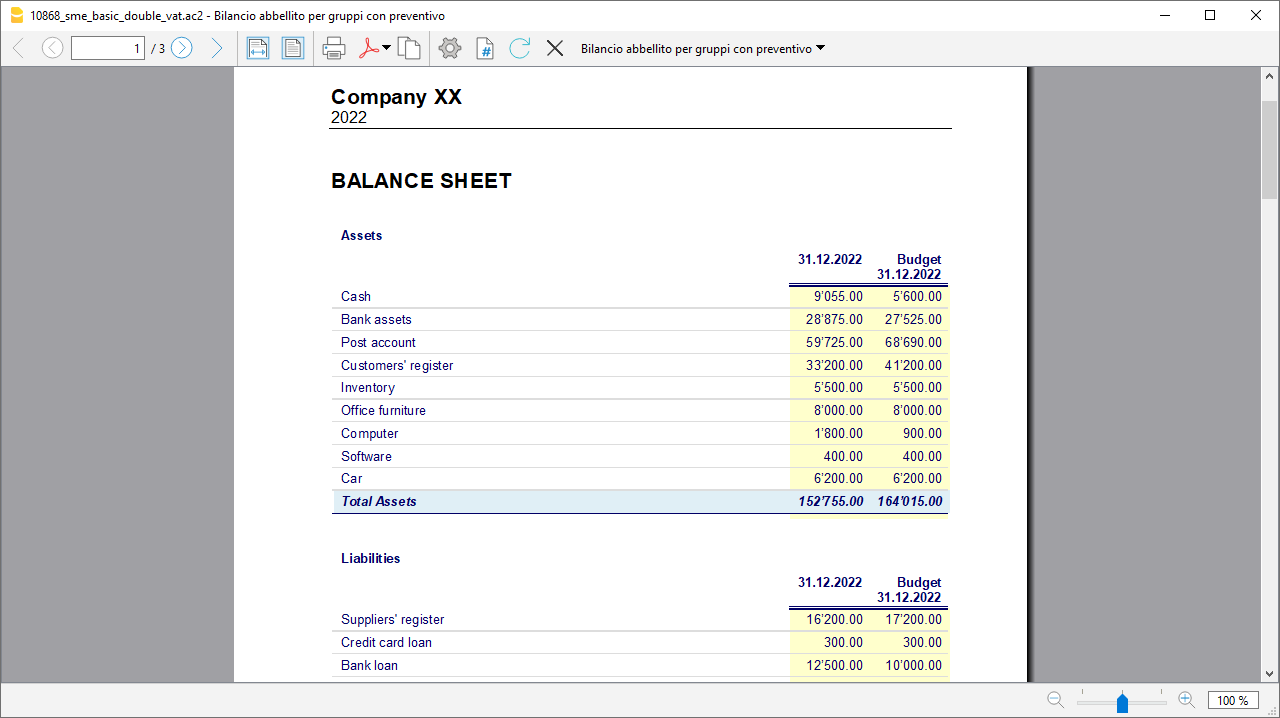 10868_sme_basic_double_vat.ac2 - Bilancio abbellito per gruppi con preventivo
1 / 3 Bilancio abbellito per gruppi con preventivo
Company XX
2022
BALANCE SHEET
Assets
31.12.2022 Budget
31.12.2022
Cash 9'055.00 5'600.00
Bank assets 28'875.00 27'525.00
Post account 59'725.00 68'690.00
Customers' register 33'200.00 41'200.00
Inventory 5'500.00 5'500.00
Office furniture 8'000.00 8'000.00
Computer 1'800.00 900.00
Software 400.00 400.00
Car 6'200.00 6'200.00
Total Assets 152'755.00 164'015.00
Liabilities
31.12.2022 Budget
31.12.2022
Suppliers' register 16'200.00 17'200.00
Credit card loan 300.00 300.00
Bank loan 12'500.00 10'000.00
100 %